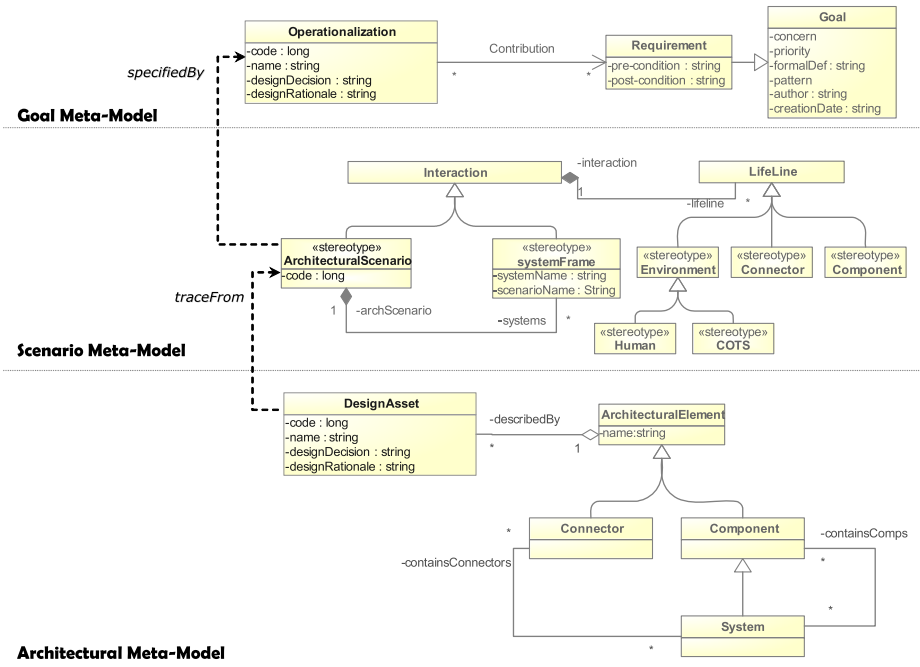 Operationalization
-code : long
-name : string
-designDecision : string
-designRationale : string
Contribution
*
*
Requirement
-pre-condition : string
-post-condition : string
Goal
-concern
-priority
-formalDef : string
-pattern
-author : string
-creationDate : string
specifiedBy
Goal Meta-Model
Interaction
-interaction
1
-lifeline
*
LifeLine
«stereotype»
ArchitecturalScenario
-code : long
«stereotype»
systemFrame
-systemName : string
-scenarioName : String
«stereotype»
Environment
«stereotype»
Connector
«stereotype»
Component
traceFrom
1
-archScenario
-systems
*
«stereotype»
Human
«stereotype»
COTS
Scenario Meta-Model
DesignAsset
-code : long
-name : string
-designDecision : string
-designRationale : string
-describedBy
*
1
ArchitecturalElement
-name:string
*
Connector
Component
-containsComps
*
-containsConnectors
*
System
*
Architectural Meta-Model